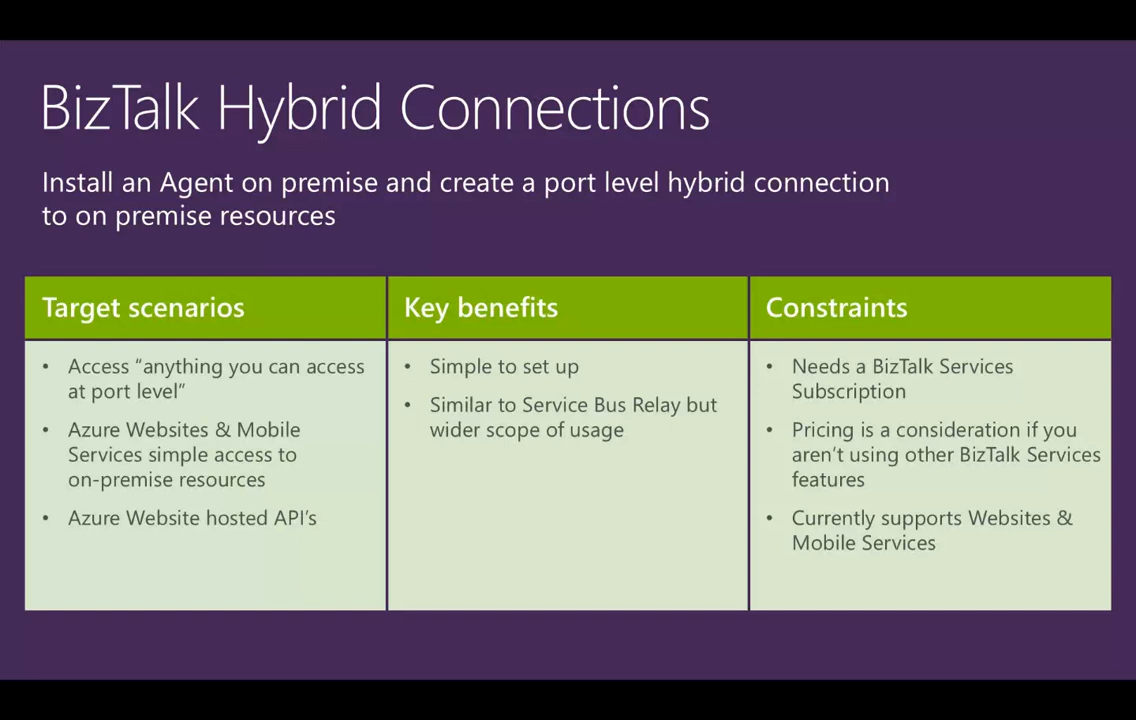 BizTalk Hybrid Connections
Install an Agent on premise and create a port level hybrid connection
to on premise resources
Target scenarios
• Access “anything you can access
at port level”
• Azure Websites & Mobile
Services simple access to
on-premise resources
• Azure Website hosted API’s
Key benefits
• Simple to set up
• Similar to Service Bus Relay but
wider scope of usage
Constraints
• Needs a BizTalk Services
Subscription
• Pricing is a consideration if you
aren’t using other BizTalk Services
features
• Currently supports Websites &
Mobile Services